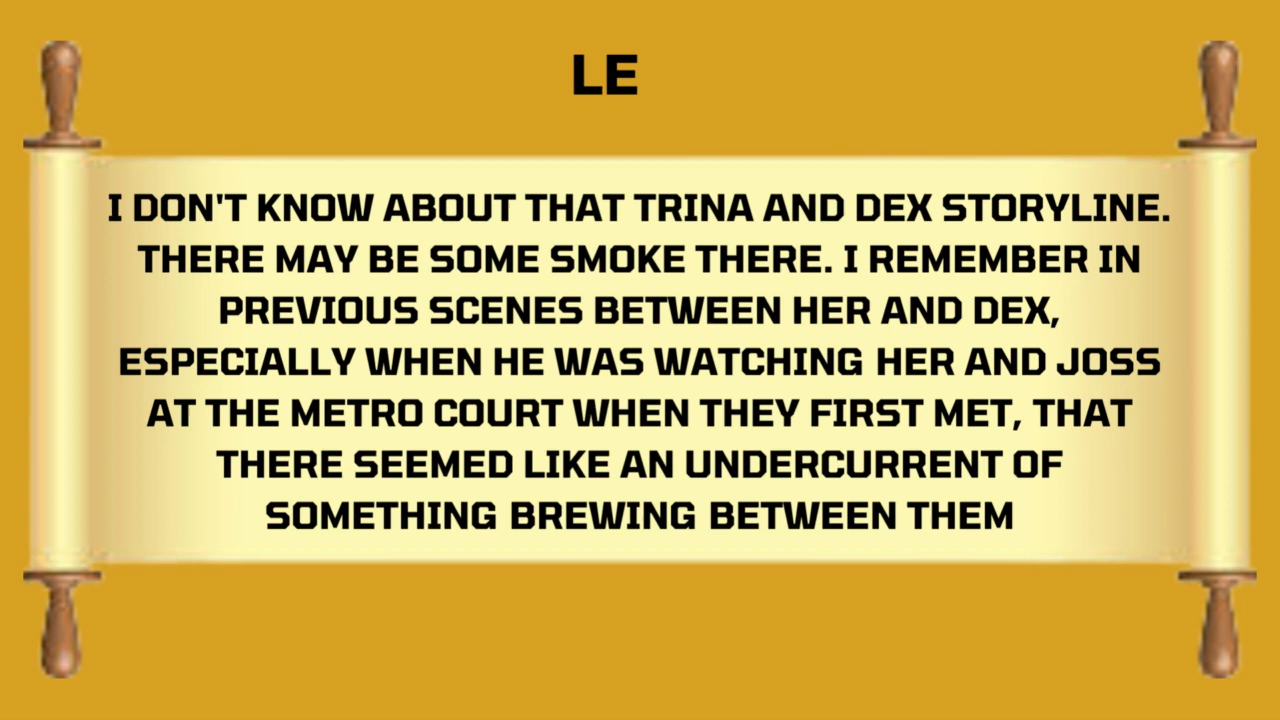 LE
I DON'T KNOW ABOUT THAT TRINA AND DEX STORYLINE.
THERE MAY BE SOME SMOKE THERE. I REMEMBER IN
PREVIOUS SCENES BETWEEN HER AND DEX,
ESPECIALLY WHEN HE WAS WATCHING HER AND JOSS
AT THE METRO COURT WHEN THEY FIRST MET, THAT
THERE SEEMED LIKE AN UNDERCURRENT OF
SOMETHING BREWING BETWEEN THEM